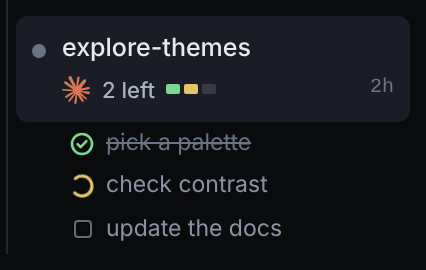 explore-themes
2 left
2h
pick a palette
check contrast
update the docs